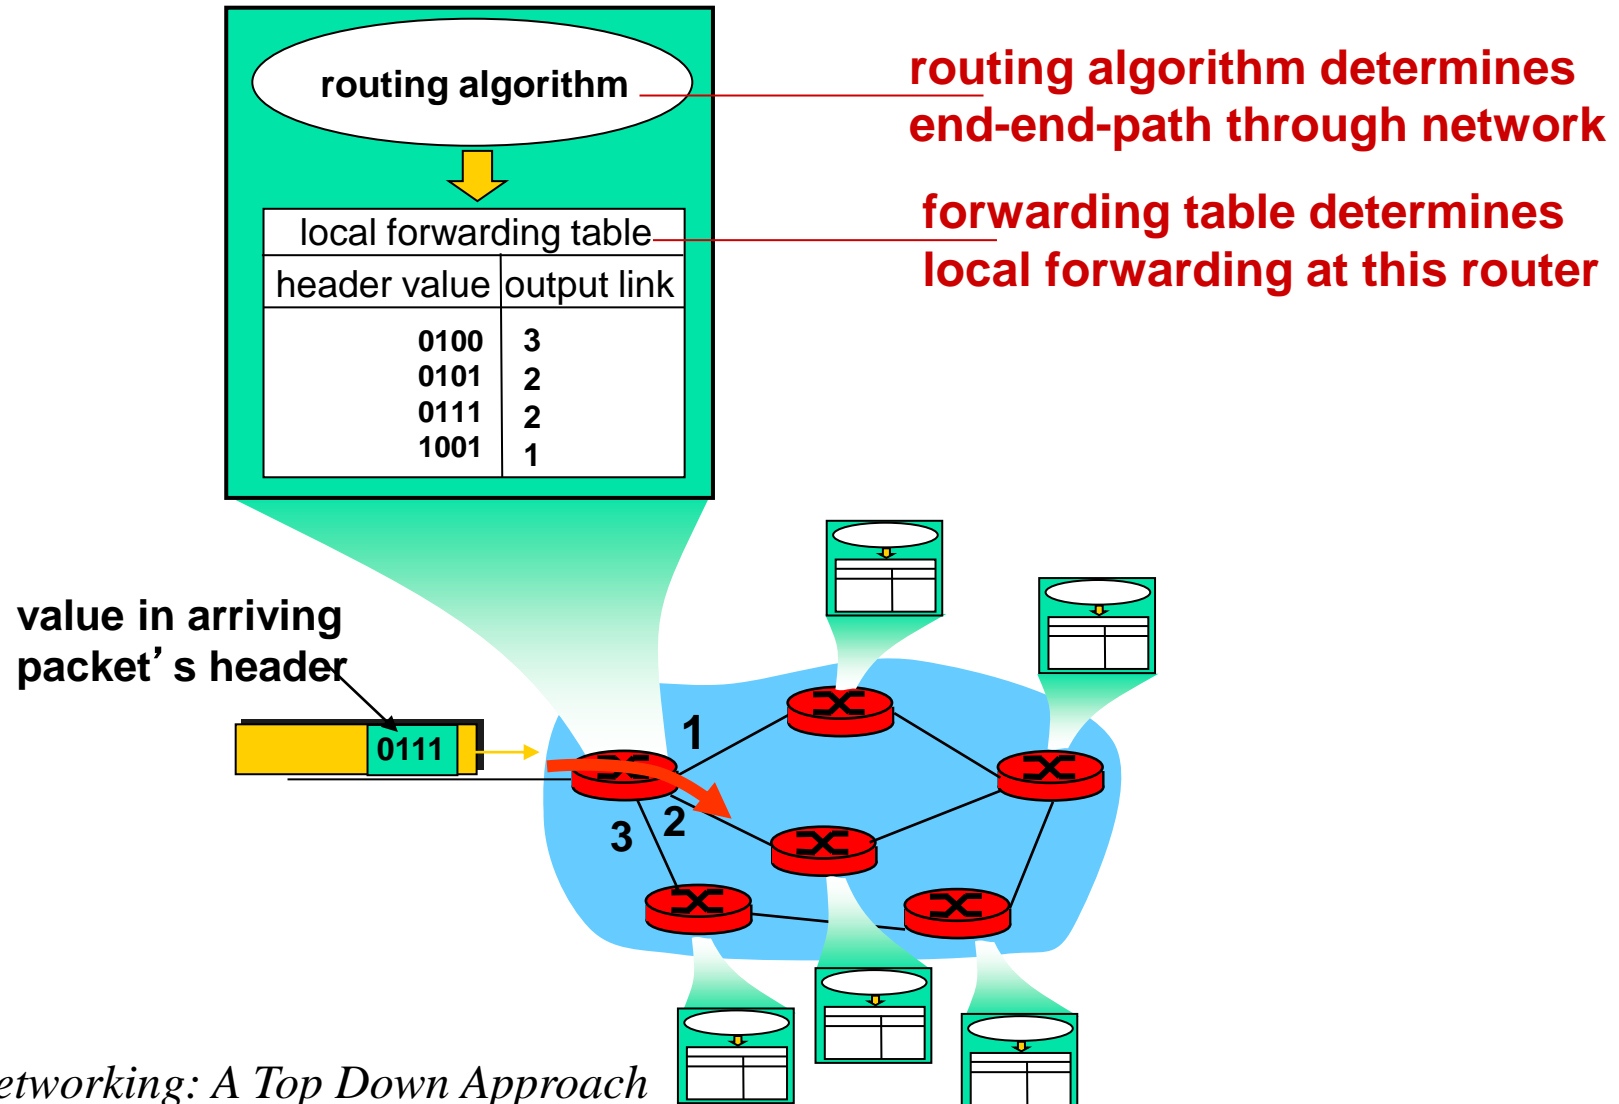 routing algorithm
routing algorithm determines
end-end-path through network
forwarding table determines
local forwarding at this router
local forwarding table
header value output link
0100 3
0101 2
0111 2
1001 1
value in arriving
packet’s header
0111
1
2
3
etworking: A Top Down Approach